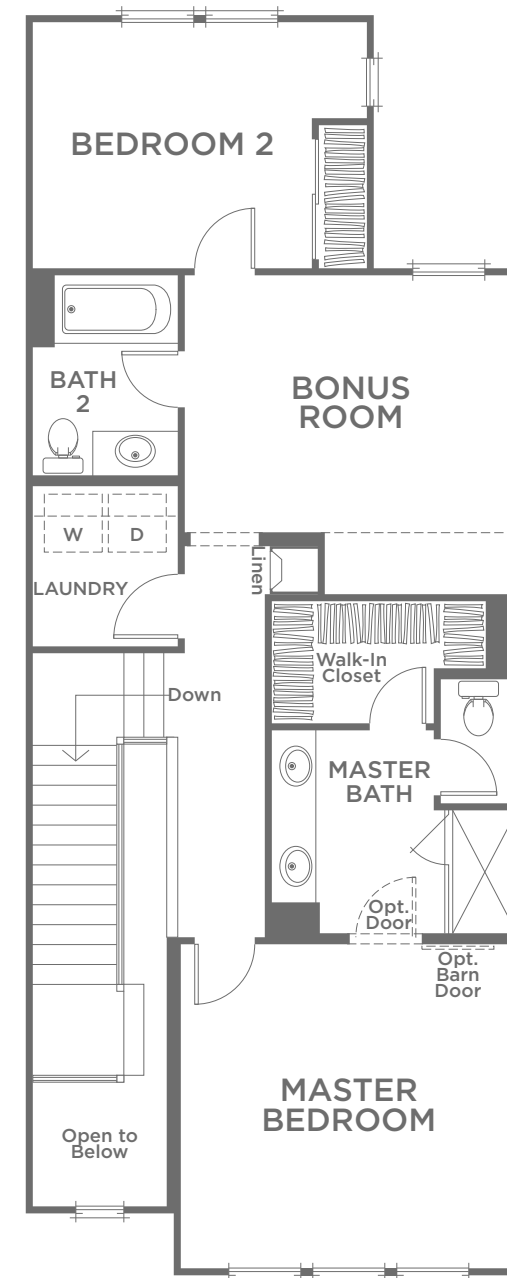 BEDROOM 2
BATH
2
BONUS
ROOM
W
D
LAUNDRY
Linen
Walk-In
Closet
Down
MASTER
BATH
Opt.
Door
Opt.
Barn
Door
MASTER
BEDROOM
Open to
Below